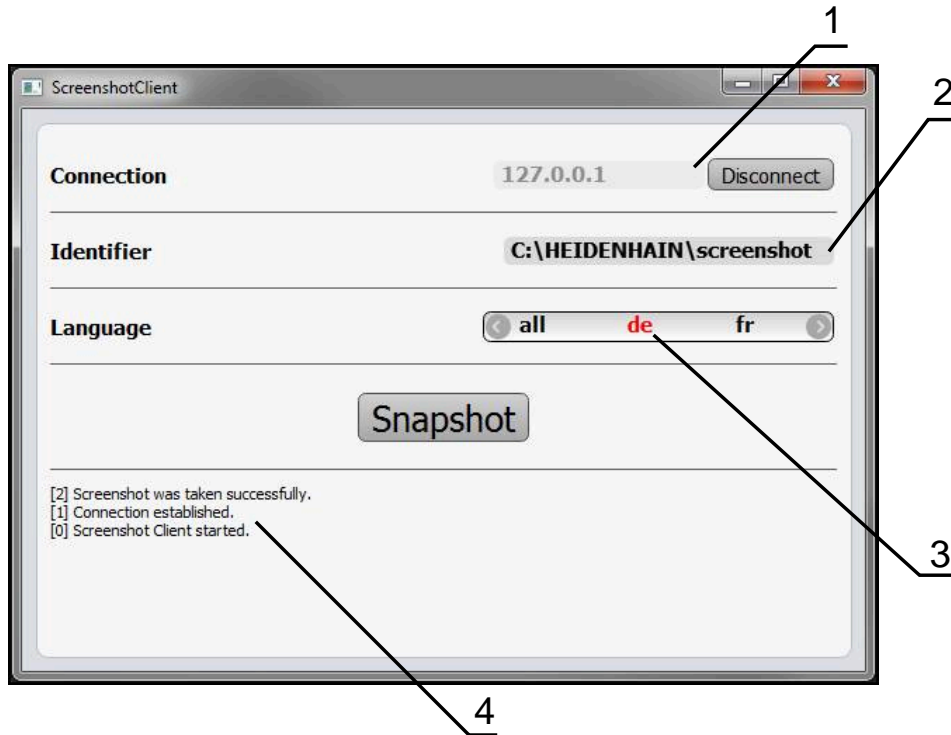 1
ScreenshotClient
2
Connection 127.0.0.1 Disconnect
Identifier C:\HEIDENHAIN\screenshot
Language all de fr
Snapshot
[2] Screenshot was taken successfully.
[1] Connection established.
[0] Screenshot Client started.
3
4